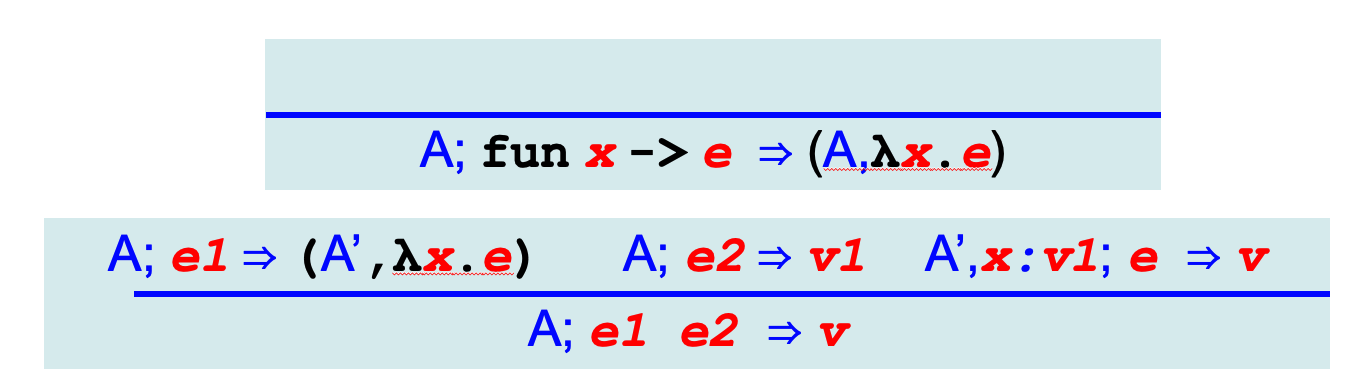 A; fun x -> e ⇒ (A,λx.e)
A; e1 ⇒ (A’,λx.e) A; e2 ⇒ v1 A’,x:v1; e ⇒ v
A; e1 e2 ⇒ v